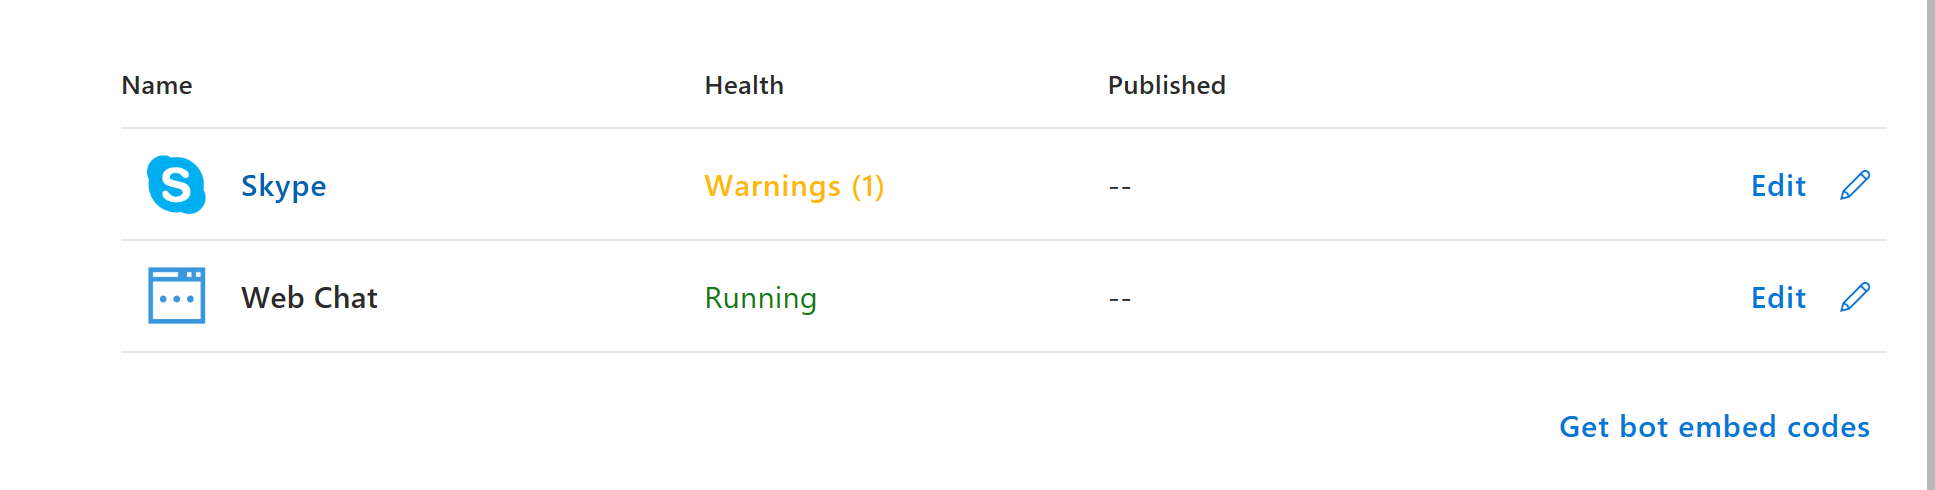 Name Health Published
Skype Warnings (1) -- Edit
Web Chat Running -- Edit
Get bot embed codes